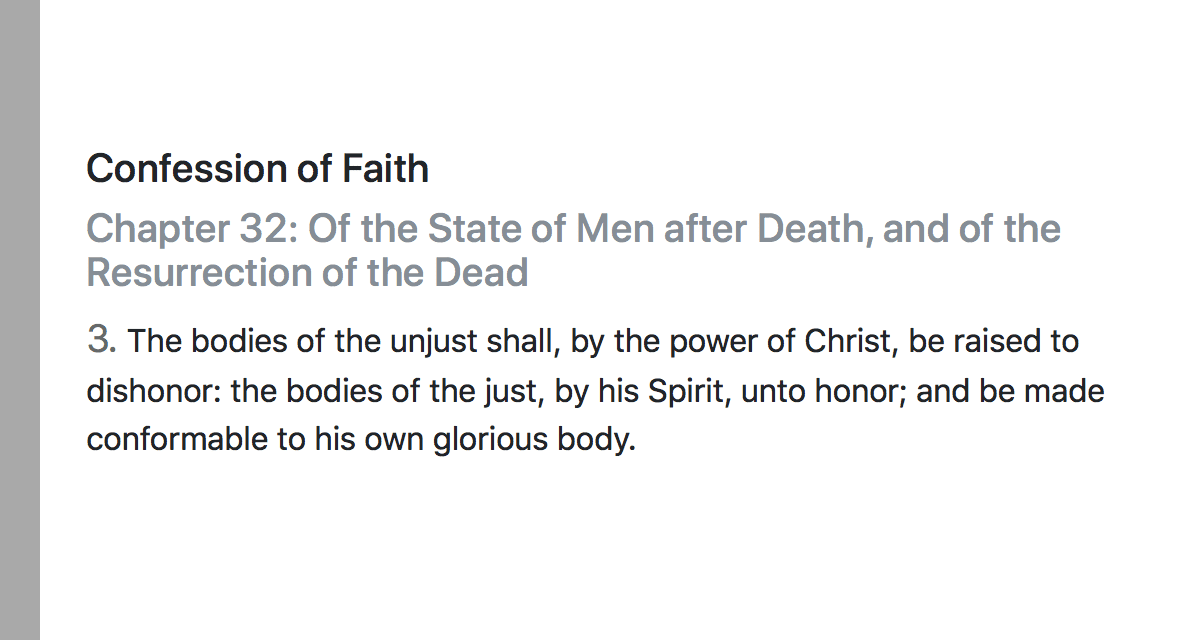 Confession of Faith
Chapter 32: Of the State of Men after Death, and of the
Resurrection of the Dead
3. The bodies of the unjust shall, by the power of Christ, be raised to
dishonor: the bodies of the just, by his Spirit, unto honor; and be made
conformable to his own glorious body.